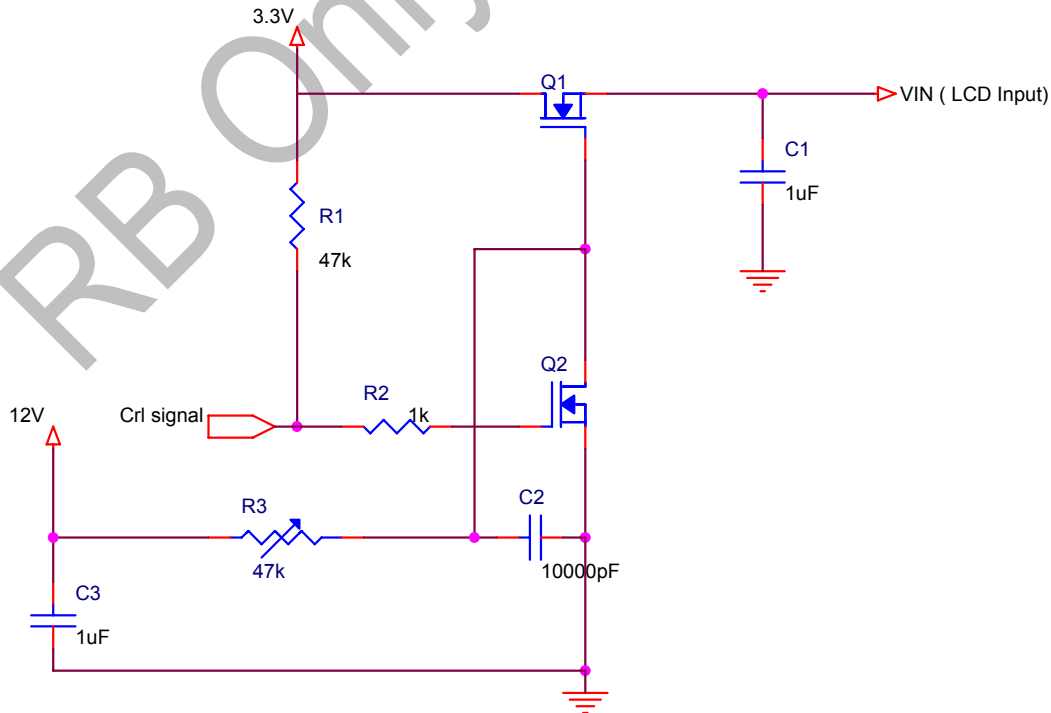 RB Only
3.3V
Q1
VIN ( LCD Input)
C1
1uF
R1
47k
Q2
R2
1k
Crl signal
12V
R3
47k
C2
10000pF
C3
1uF